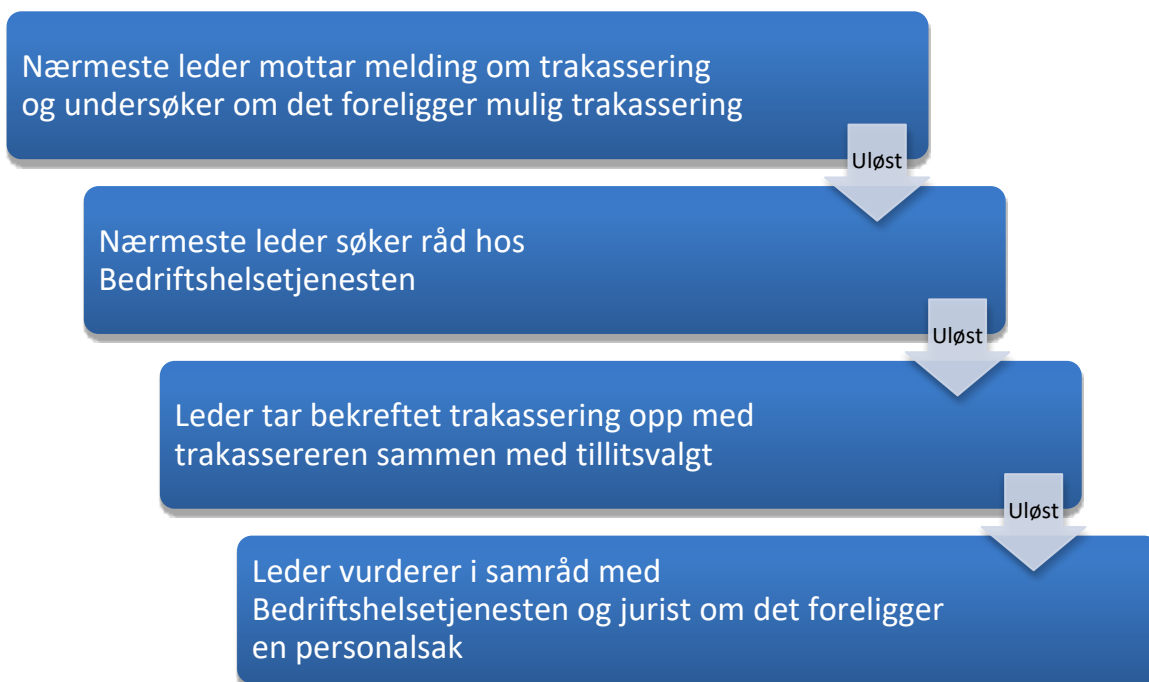 Nærmeste leder mottar melding om trakassering
og undersøker om det foreligger mulig trakassering
Uløst
Nærmeste leder søker råd hos
Bedriftshelsetjenesten
Uløst
Leder tar bekreftet trakassering opp med
trakassereren sammen med tillitsvalgt
Uløst
Leder vurderer i samråd med
Bedriftshelsetjenesten og jurist om det foreligger
en personalsak